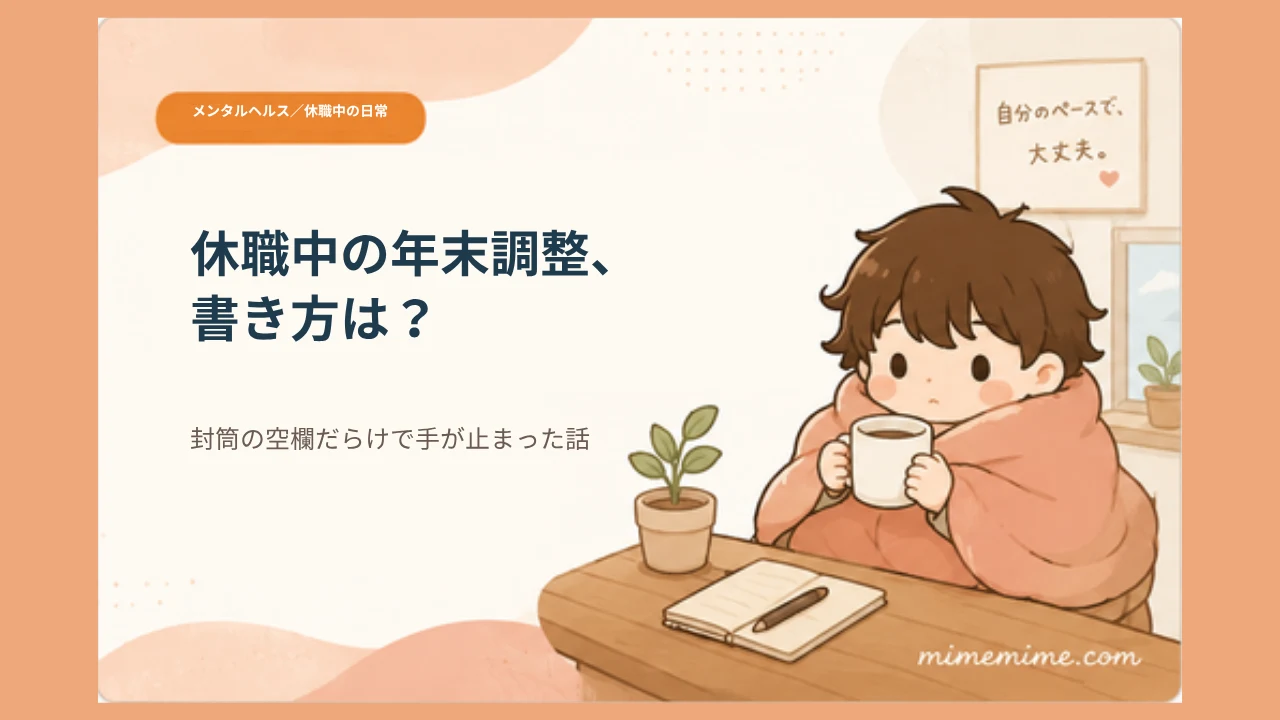 メンタルヘルス／休職中の日常
自分のペースで、
大丈夫。
休職中の年末調整、
書き方は？
封筒の空欄だらけで手が止まった話
mimemime.com